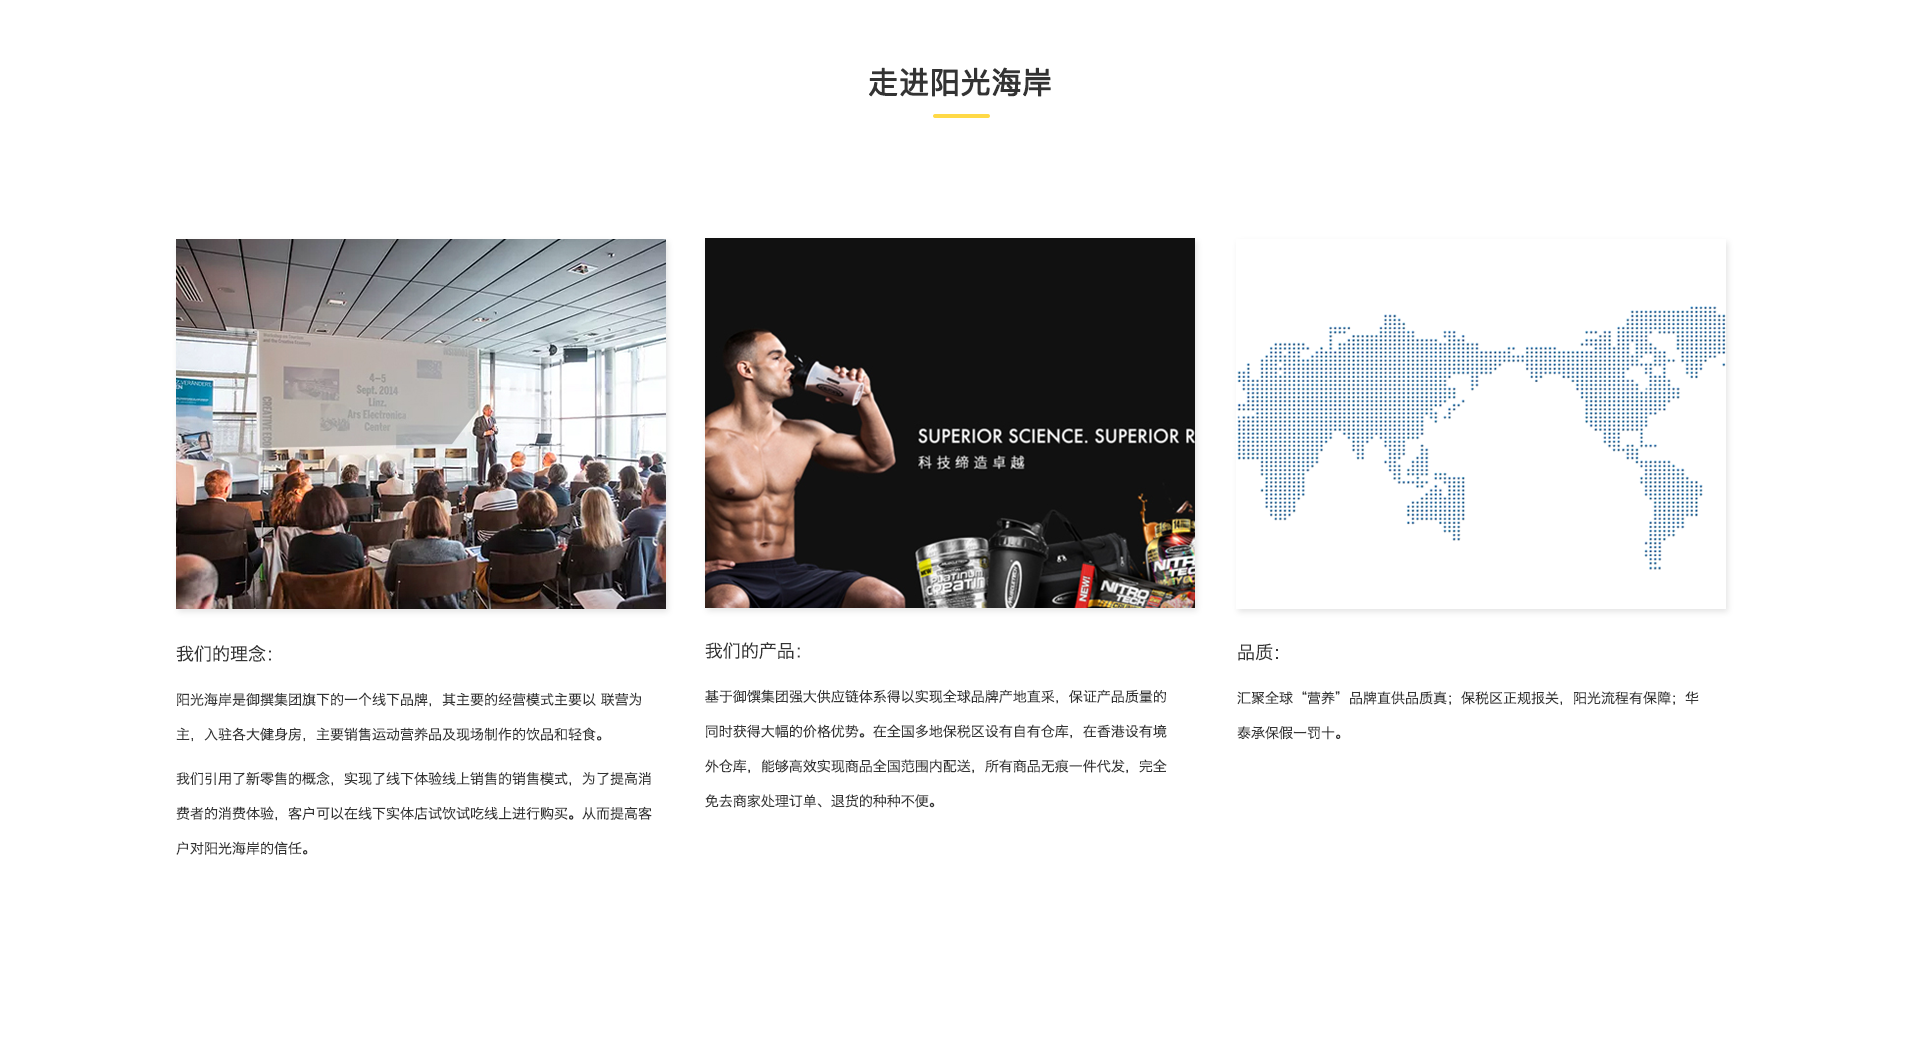 走进阳光海岸
4–5
Sept. 2014
Linz.
Ars Electronica
Center
SUPERIOR SCIENCE. SUPERIOR R
科技缔造卓越
PLATINUM
NEW!
NITRO
TECH
NITRO
TEC
我们的理念：
阳光海岸是御撰集团旗下的一个线下品牌，其主要的经营模式主要以 联营为
主，入驻各大健身房，主要销售运动营养品及现场制作的饮品和轻食。
我们引用了新零售的概念，实现了线下体验线上销售的销售模式，为了提高消
费者的消费体验，客户可以在线下实体店试饮试吃线上进行购买。从而提高客
户对阳光海岸的信任。
我们的产品：
基于御馔集团强大供应链体系得以实现全球品牌产地直采，保证产品质量的
同时获得大幅的价格优势。在全国多地保税区设有自有仓库，在香港设有境
外仓库，能够高效实现商品全国范围内配送，所有商品无痕一件代发，完全
免去商家处理订单、退货的种种不便。
品质：
汇聚全球“营养”品牌直供品质真；保税区正规报关，阳光流程有保障；华
泰承保假一罚十。